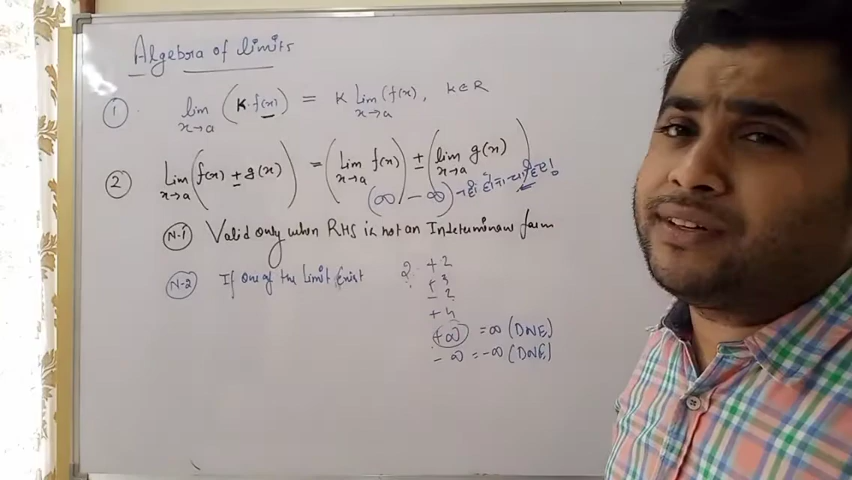 Algebra of limits
① lim x→a (K·f(x)) = K lim x→a (f(x)), K∈R
② lim x→a (f(x) ± g(x)) = (lim x→a f(x)) ± (lim x→a g(x))
(∞ - ∞)
N-1 Valid only when RHS is not an Indeterminant form
N-2 If One of the Limit Exist
2 +2
+3
- 2
+4
+∞ = ∞ (DNE)
- ∞ = -∞ (DNE)